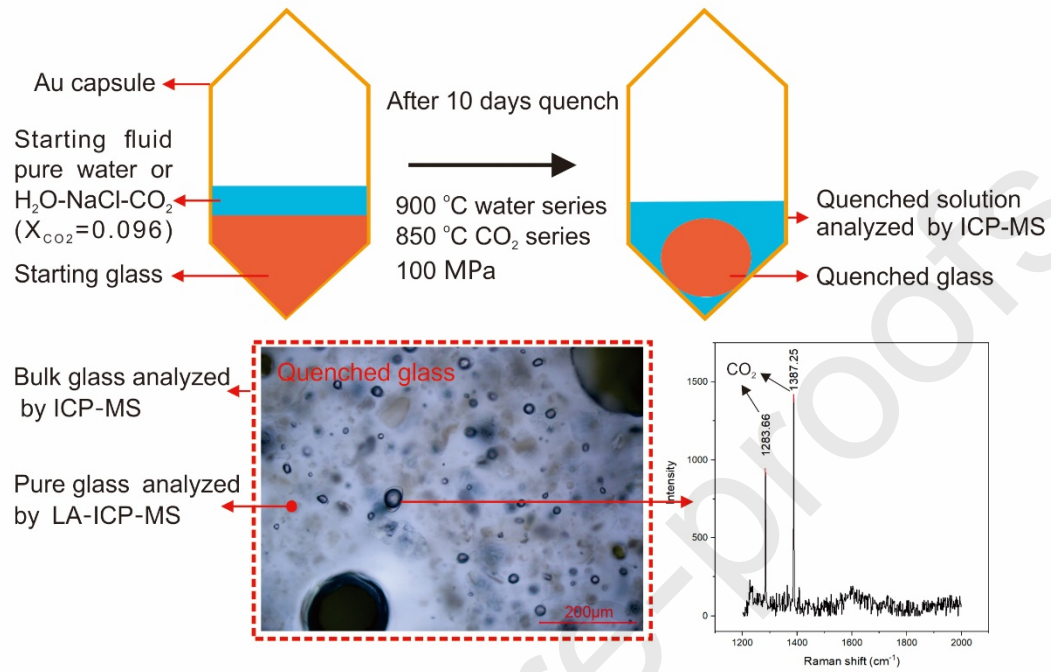 Au capsule
Starting fluid
pure water or
H₂O-NaCl-CO₂
(X_CO2=0.096)
Starting glass
After 10 days quench
900 °C water series
850 °C CO₂ series
100 MPa
Quenched solution
analyzed by ICP-MS
Quenched glass
Bulk glass analyzed
by ICP-MS
Pure glass analyzed
by LA-ICP-MS
Quenched glass
200μm
CO₂
1283.66
1387.25
Intensity
1500
1000
500
0
1200 1400 1600 1800 2000
Raman shift (cm⁻¹)
re-proofs